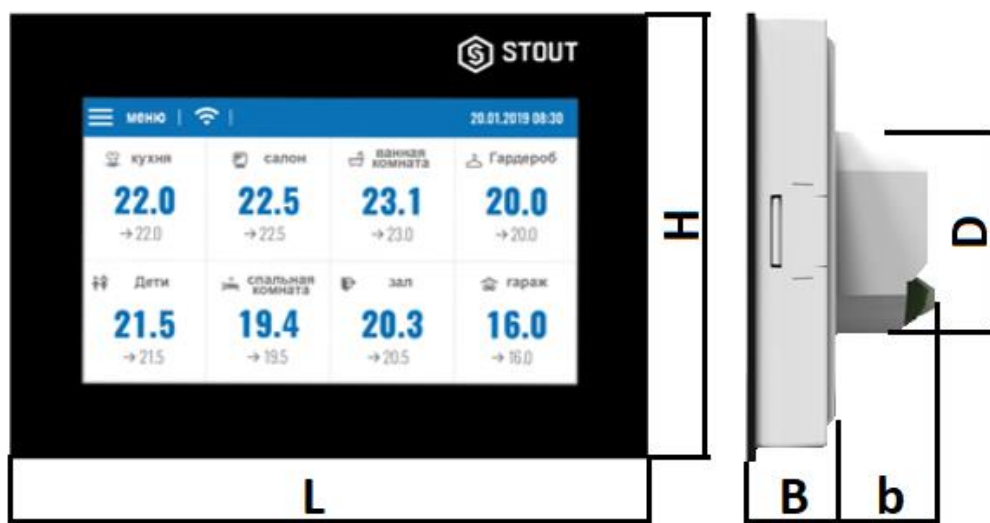 STOUT
меню | |
20.01.2019 08:30
кухня
салон
ванная
комната
Гардероб
22.0
22.5
23.1
20.0
→22.0
→22.5
→23.0
→20.0
Дети
спальная
комната
зал
гараж
21.5
19.4
20.3
16.0
→21.5
→19.5
→20.5
→16.0
H
D
L
B
b